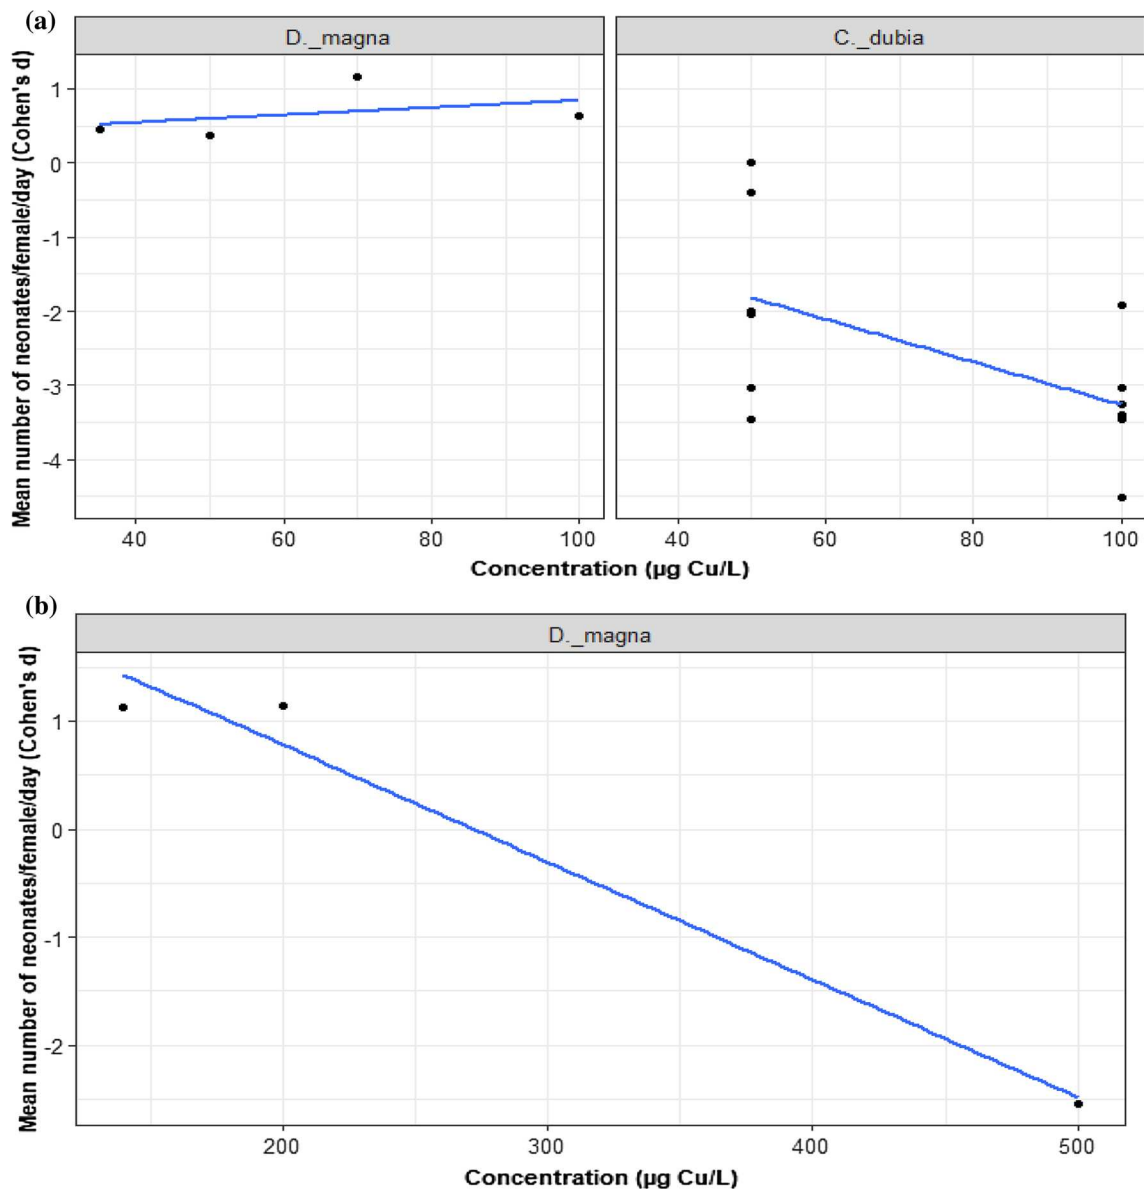 (a)
D._magna
C._dubia
Mean number of neonates/female/day (Cohen's d)
1
0
-1
-2
-3
-4
40
60
80
100
40
60
80
100
Concentration (µg Cu/L)
(b)
D._magna
Mean number of neonates/female/day (Cohen's d)
1
0
-1
-2
200
300
400
500
Concentration (µg Cu/L)